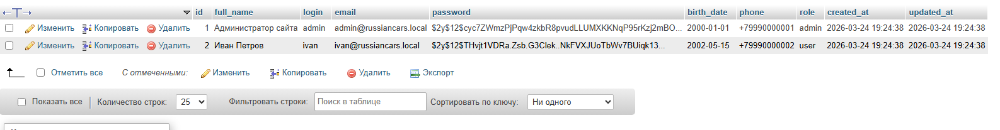 ←T→ id full_name login email password birth_date phone role created_at updated_at
Изменить Копировать Удалить 1 Администратор сайта admin admin@russiancars.local $2y$12$cyc7ZWmzPjPqw4zkbR8pvudLLUMXKKNqP95rKzj2mBO... 2000-01-01 +79990000001 admin 2026-03-24 19:24:38 2026-03-24 19:24:38
Изменить Копировать Удалить 2 Иван Петров ivan ivan@russiancars.local $2y$12$THvjt1VDRa.Zsb.G3Clek..NkFVXJUoTbWv7BUiqk13... 2002-05-15 +79990000002 user 2026-03-24 19:24:38 2026-03-24 19:24:38
Отметить все С отмеченными: Изменить Копировать Удалить Экспорт
Показать все Количество строк: 25 Фильтровать строки: Поиск в таблице Сортировать по ключу: Ни одного